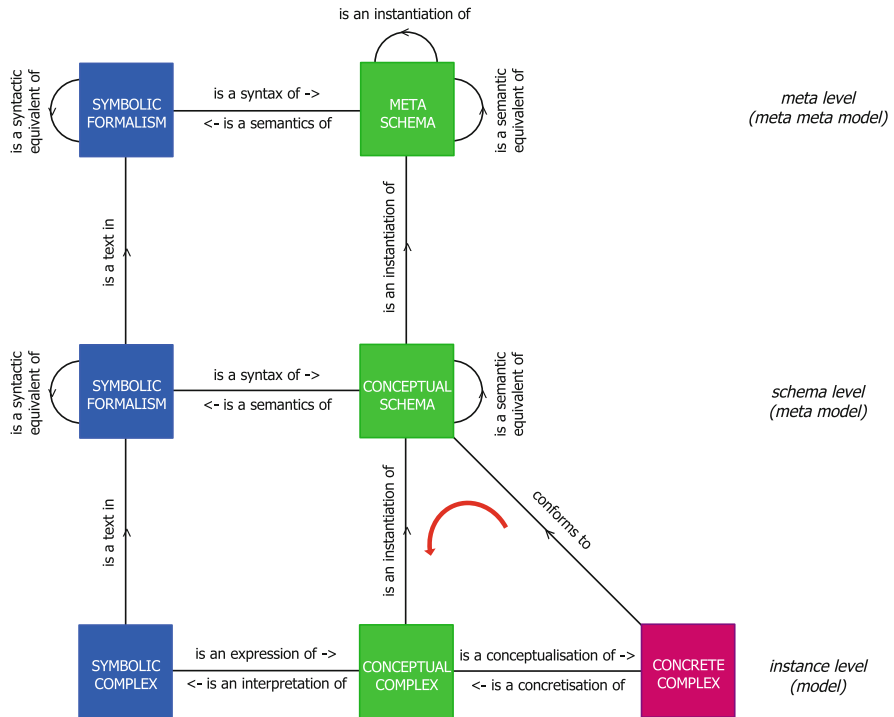 is an instantiation of
is a syntactic
equivalent of
SYMBOLIC
FORMALISM
is a syntax of ->
<- is a semantics of
META
SCHEMA
is a semantic
equivalent of
meta level
(meta meta model)
is a text in
is an instantiation of
is a syntactic
equivalent of
SYMBOLIC
FORMALISM
is a syntax of ->
<- is a semantics of
CONCEPTUAL
SCHEMA
is a semantic
equivalent of
schema level
(meta model)
is a text in
is an instantiation of
conforms to
SYMBOLIC
COMPLEX
is an expression of ->
<- is an interpretation of
CONCEPTUAL
COMPLEX
is a conceptualisation of ->
<- is a concretisation of
CONCRETE
COMPLEX
instance level
(model)